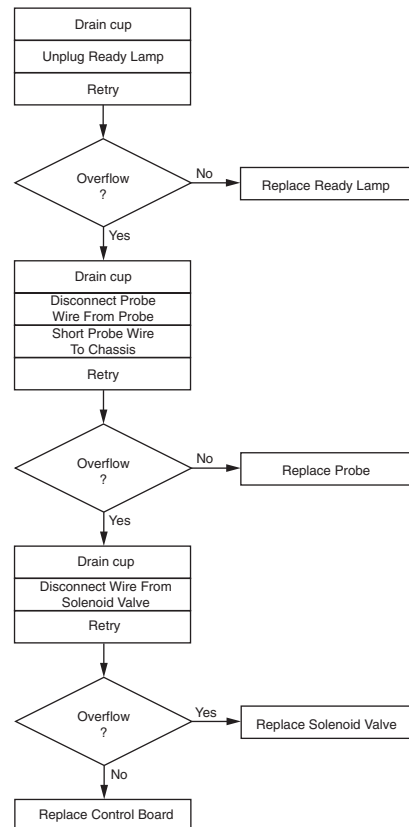 Drain cup
Unplug Ready Lamp
Retry
Overflow
?
No
Replace Ready Lamp
Yes
Drain cup
Disconnect Probe
Wire From Probe
Short Probe Wire
To Chassis
Retry
Overflow
?
No
Replace Probe
Yes
Drain cup
Disconnect Wire From
Solenoid Valve
Retry
Overflow
?
Yes
Replace Solenoid Valve
No
Replace Control Board